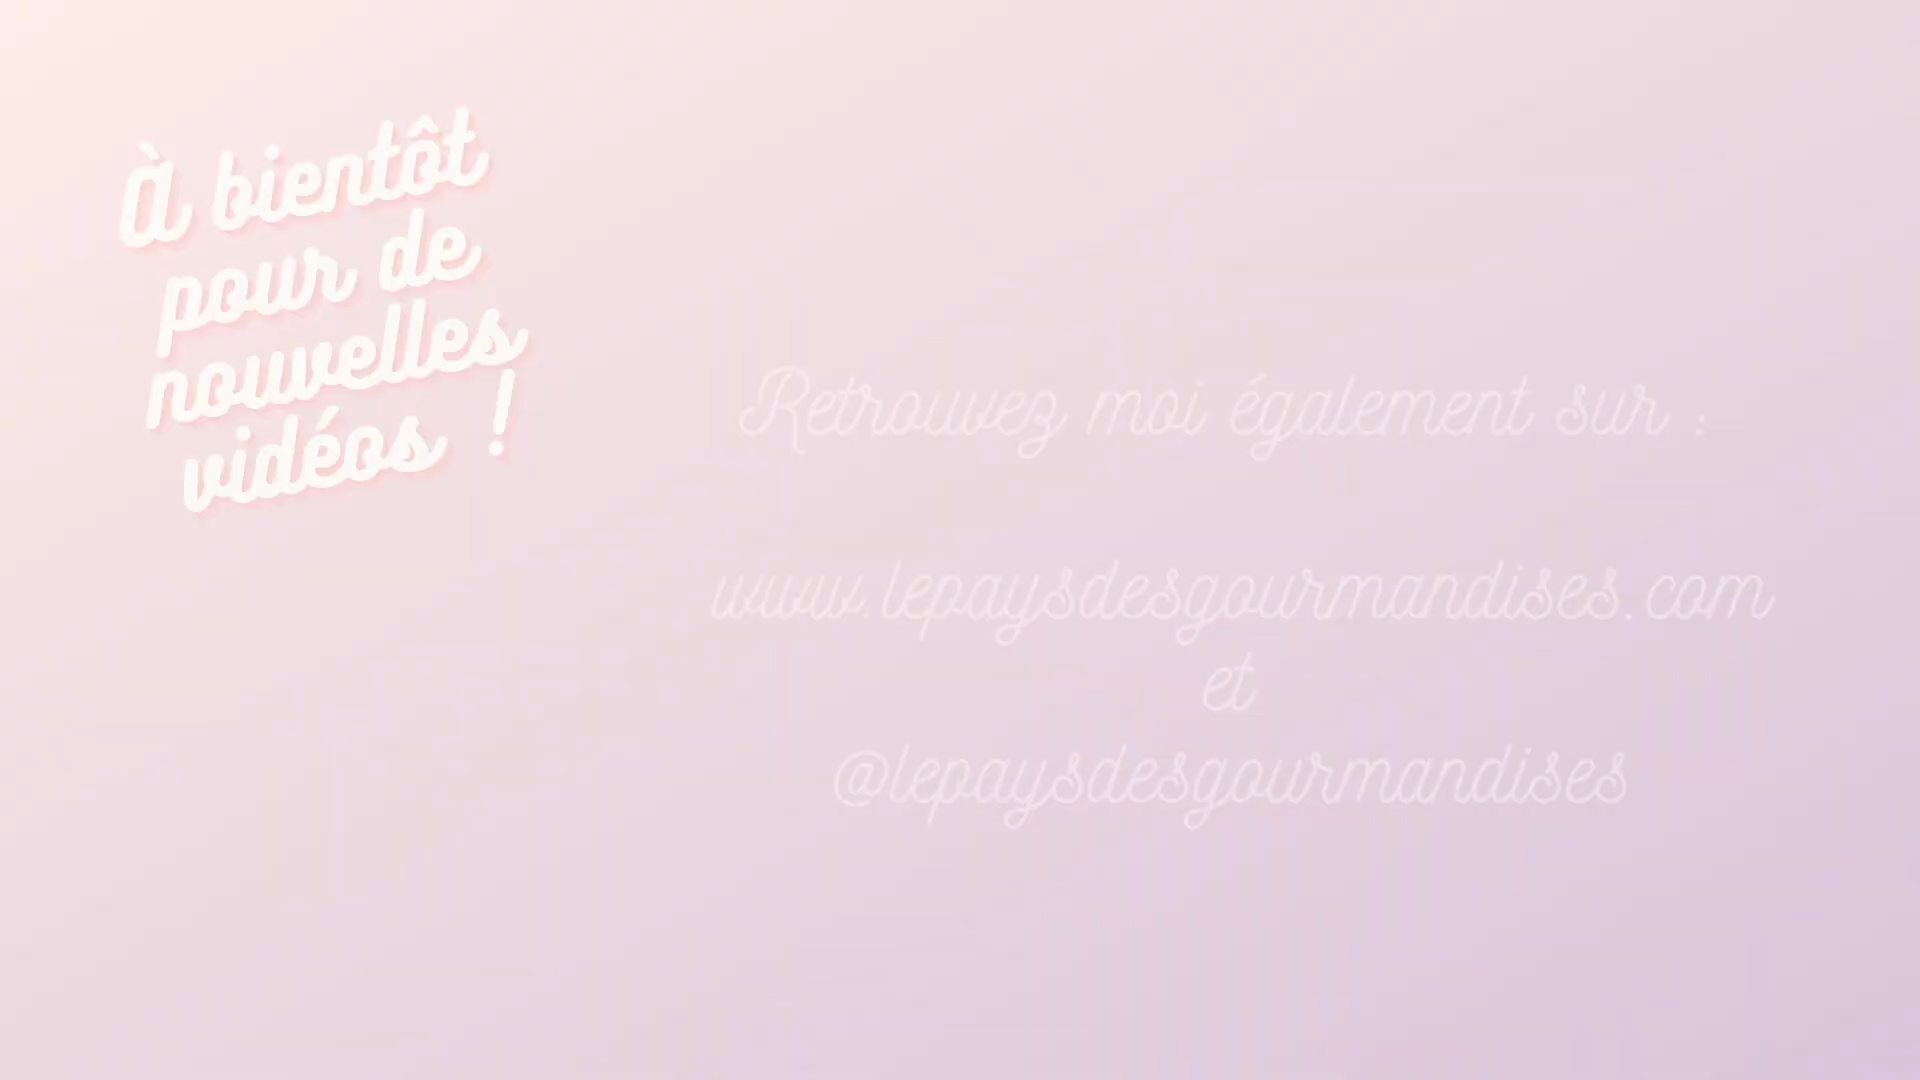 À bientôt
pour de
nouvelles
vidéos !
Retrouvez moi également sur :
www.lepaysdesgourmandises.com
et
@lepaysdesgourmandises